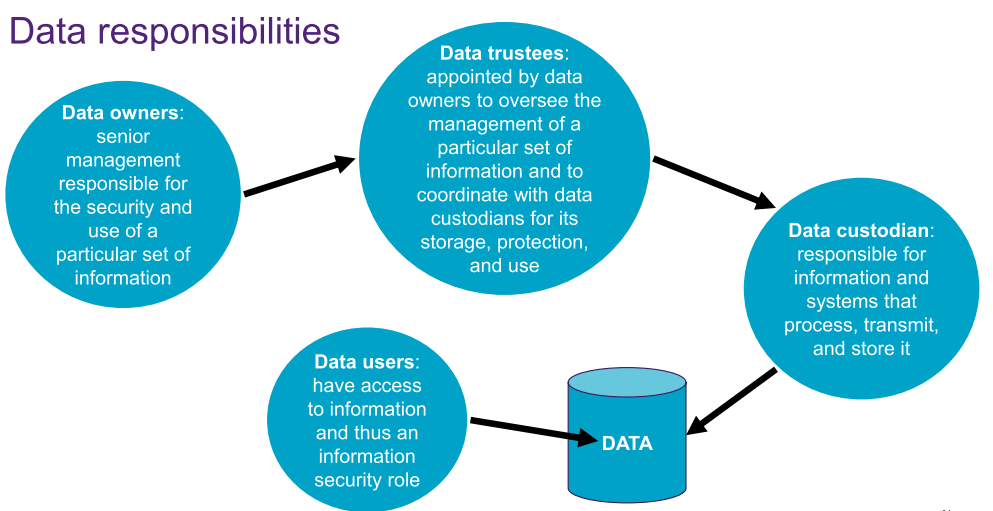 Data responsibilities
Data owners:
senior
management
responsible for
the security and
use of a
particular set of
information
Data trustees:
appointed by data
owners to oversee the
management of a
particular set of
information and to
coordinate with data
custodians for its
storage, protection,
and use
Data custodian:
responsible for
information and
systems that
process, transmit,
and store it
Data users:
have access
to information
and thus an
information
security role
DATA